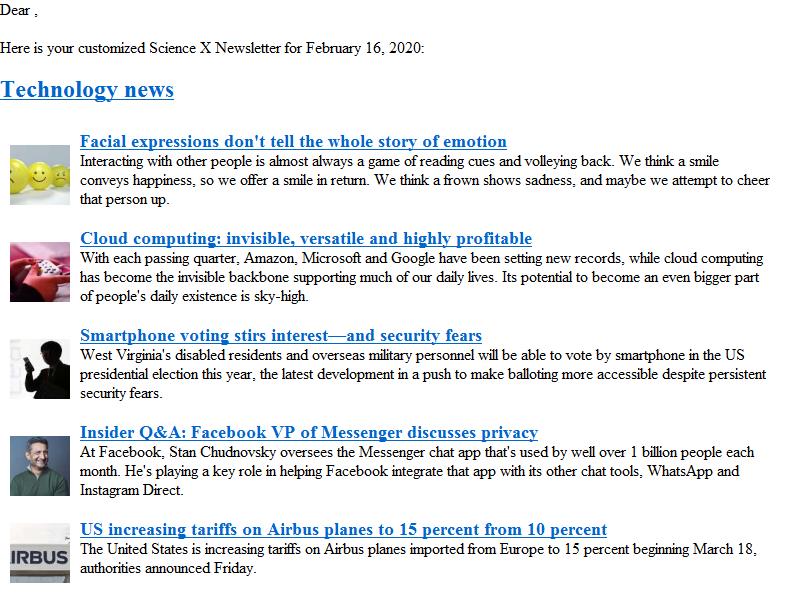 Dear ,
Here is your customized Science X Newsletter for February 16, 2020:
Technology news
Facial expressions don't tell the whole story of emotion
Interacting with other people is almost always a game of reading cues and volleying back. We think a smile
conveys happiness, so we offer a smile in return. We think a frown shows sadness, and maybe we attempt to cheer
that person up.
Cloud computing: invisible, versatile and highly profitable
With each passing quarter, Amazon, Microsoft and Google have been setting new records, while cloud computing
has become the invisible backbone supporting much of our daily lives. Its potential to become an even bigger part
of people's daily existence is sky-high.
Smartphone voting stirs interest—and security fears
West Virginia's disabled residents and overseas military personnel will be able to vote by smartphone in the US
presidential election this year, the latest development in a push to make balloting more accessible despite persistent
security fears.
Insider Q&A: Facebook VP of Messenger discusses privacy
At Facebook, Stan Chudnovsky oversees the Messenger chat app that's used by well over 1 billion people each
month. He's playing a key role in helping Facebook integrate that app with its other chat tools, WhatsApp and
Instagram Direct.
US increasing tariffs on Airbus planes to 15 percent from 10 percent
IRBUS
The United States is increasing tariffs on Airbus planes imported from Europe to 15 percent beginning March 18,
authorities announced Friday.